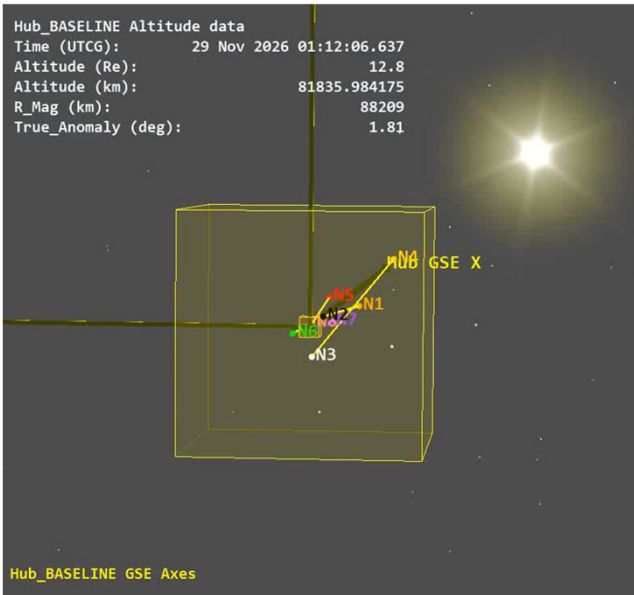 Hub_BASELINE Altitude data
Time (UTCG): 29 Nov 2026 01:12:06.637
Altitude (Re): 12.8
Altitude (km): 81835.984175
R_Mag (km): 88209
True_Anomaly (deg): 1.81
N4
Hub GSE X
N5
N1
N2
N6
N3
Hub_BASELINE GSE Axes